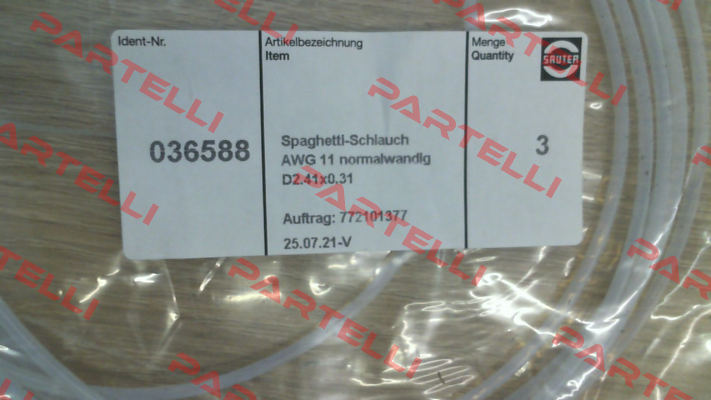 Ident-Nr.
Artikelbezeichnung
Item
Menge
Quantity
SAUTER
036588
Spaghetti-Schlauch
AWG 11 normalwandig
D2.41x0.31
3
Auftrag: 772101377
25.07.21-V
PARTELLI
PARTELLI
PARTELLI
PARTELLI
PARTELLI
PARTELLI
PARTELLI
PARTELLI